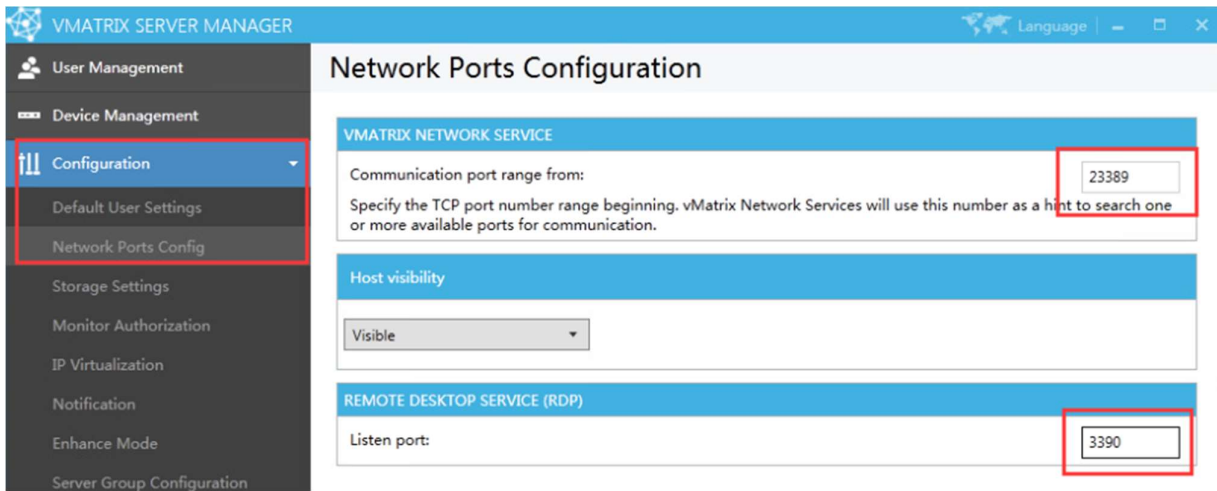 VMATRIX SERVER MANAGER
Language
User Management
Network Ports Configuration
Device Management
VMATRIX NETWORK SERVICE
Configuration
Communication port range from:
23389
Specify the TCP port number range beginning. vMatrix Network Services will use this number as a hint to search one
or more available ports for communication.
Default User Settings
Network Ports Config
Host visibility
Storage Settings
Monitor Authorization
Visible
IP Virtualization
Notification
REMOTE DESKTOP SERVICE (RDP)
Enhance Mode
Listen port:
3390
Server Group Configuration